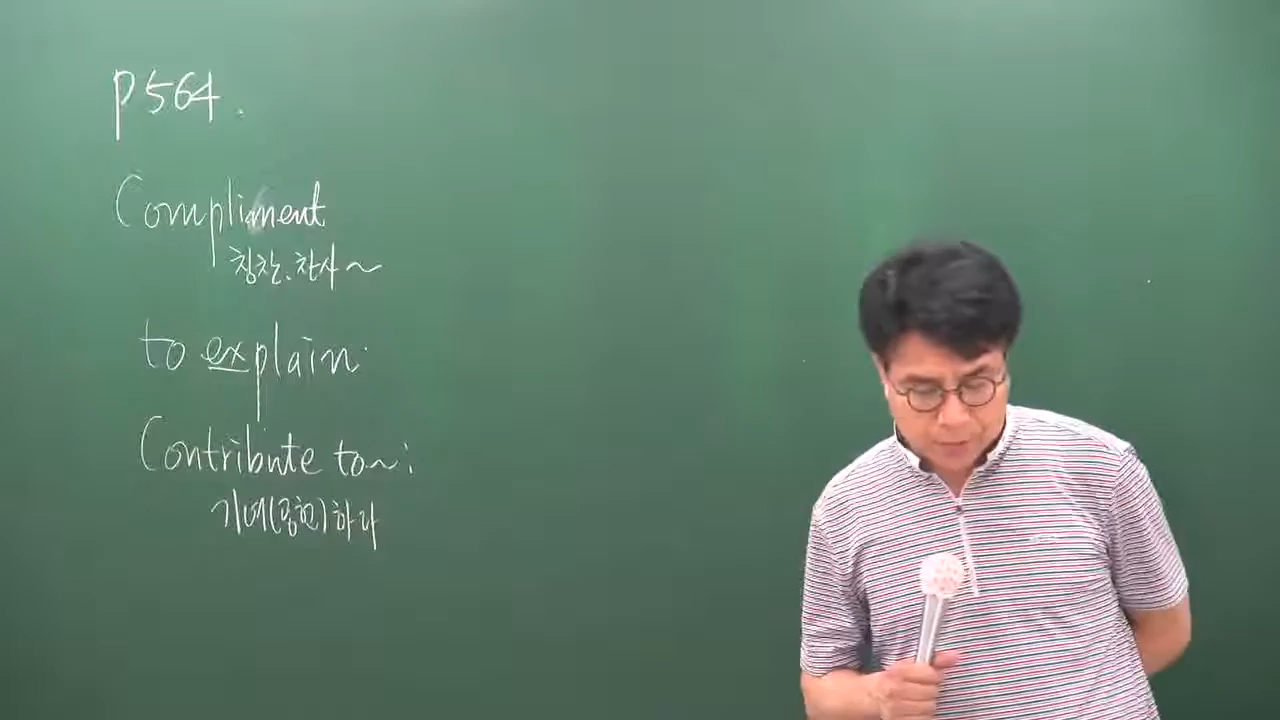 p564.
Compliment
칭찬.찬사~
to explain.
Contribute to~:
기여(공헌)하다